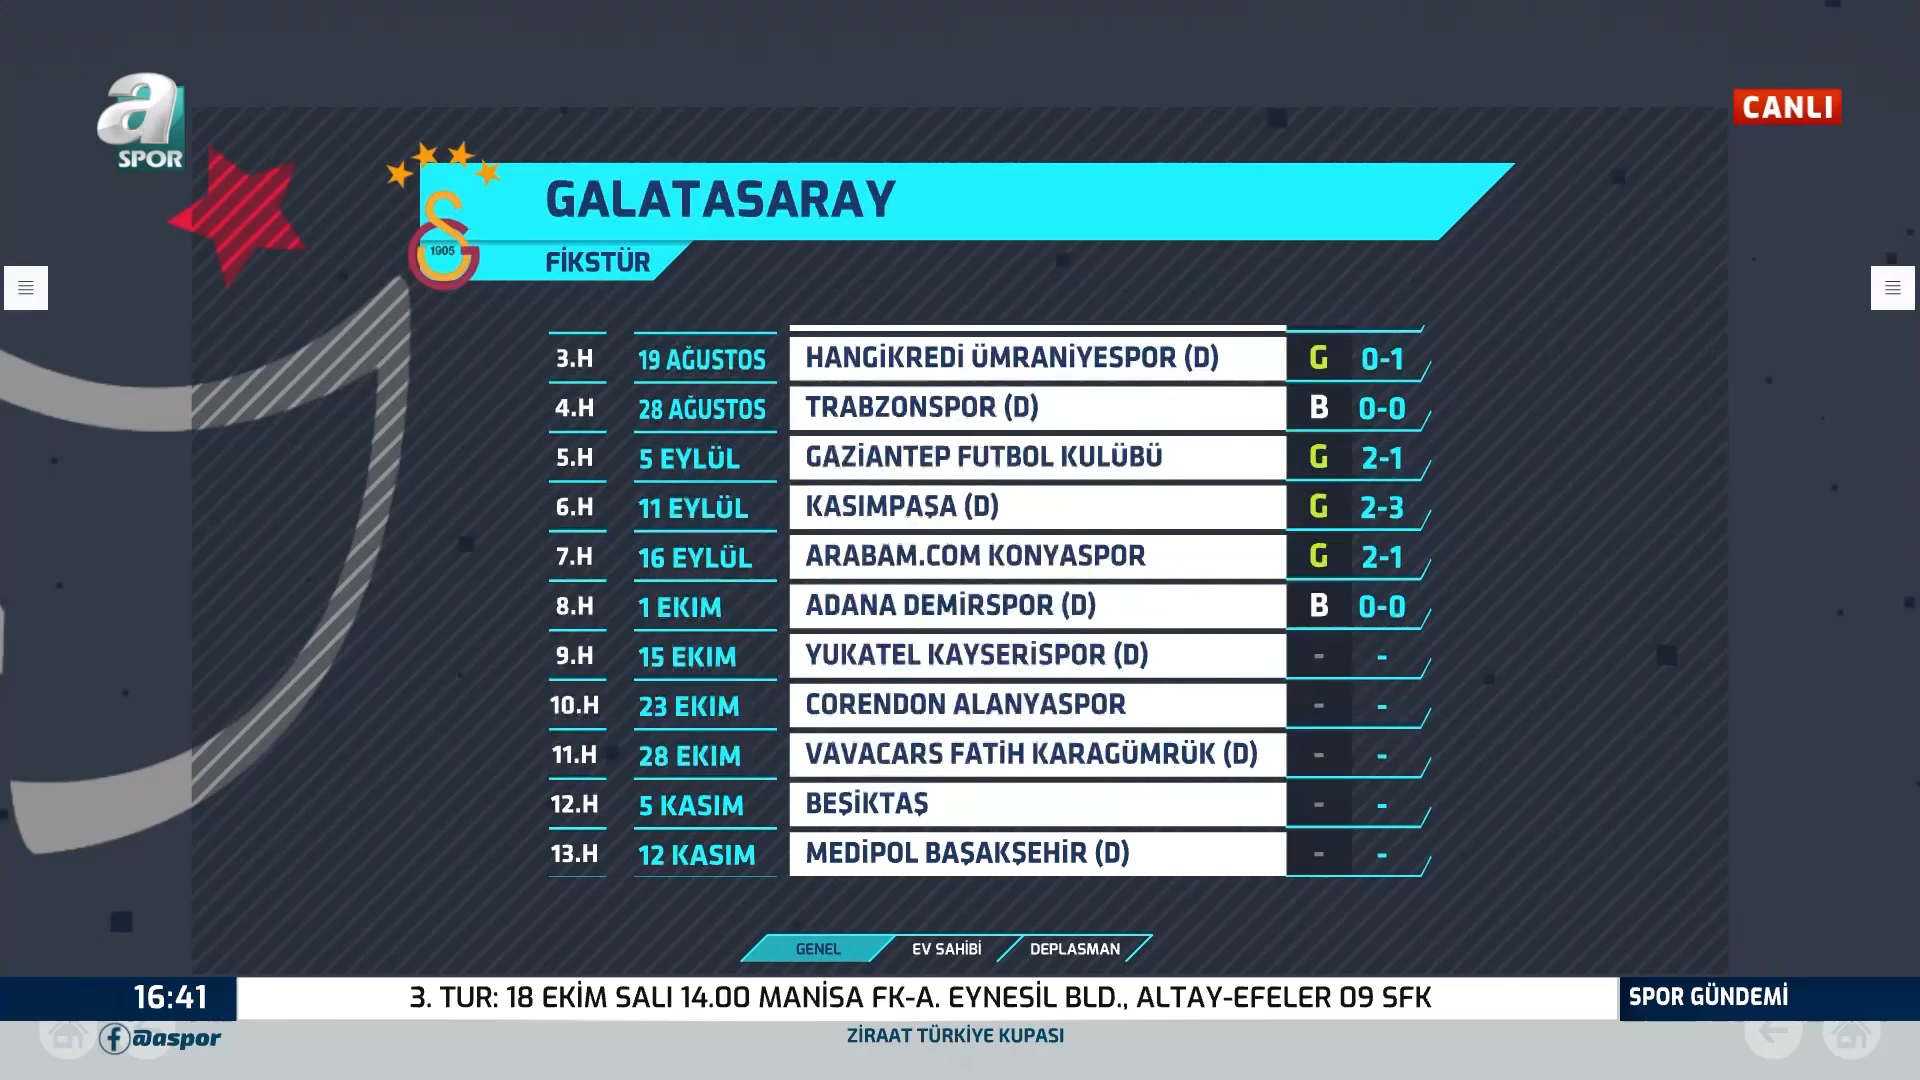 a
SPOR
CANLI
GALATASARAY
1905
FİKSTÜR
3.H 19 AĞUSTOS HANGİKREDİ ÜMRANİYESPOR (D) G 0-1
4.H 28 AĞUSTOS TRABZONSPOR (D) B 0-0
5.H 5 EYLÜL GAZİANTEP FUTBOL KULÜBÜ G 2-1
6.H 11 EYLÜL KASIMPAŞA (D) G 2-3
7.H 16 EYLÜL ARABAM.COM KONYASPOR G 2-1
8.H 1 EKIM ADANA DEMİRSPOR (D) B 0-0
9.H 15 EKIM YUKATEL KAYSERİSPOR (D) - -
10.H 23 EKIM CORENDON ALANYASPOR - -
11.H 28 EKIM VAVACARS FATİH KARAGÜMRÜK (D) - -
12.H 5 KASIM BEŞİKTAŞ - -
13.H 12 KASIM MEDİPOL BAŞAKŞEHİR (D) - -
GENEL EV SAHİBİ DEPLASMAN
16:41 3. TUR: 18 EKİM SALI 14.00 MANİSA FK-A. EYNESİL BLD., ALTAY-EFELER 09 SFK SPOR GÜNDEMİ
@aspor ZİRAAT TÜRKİYE KUPASI